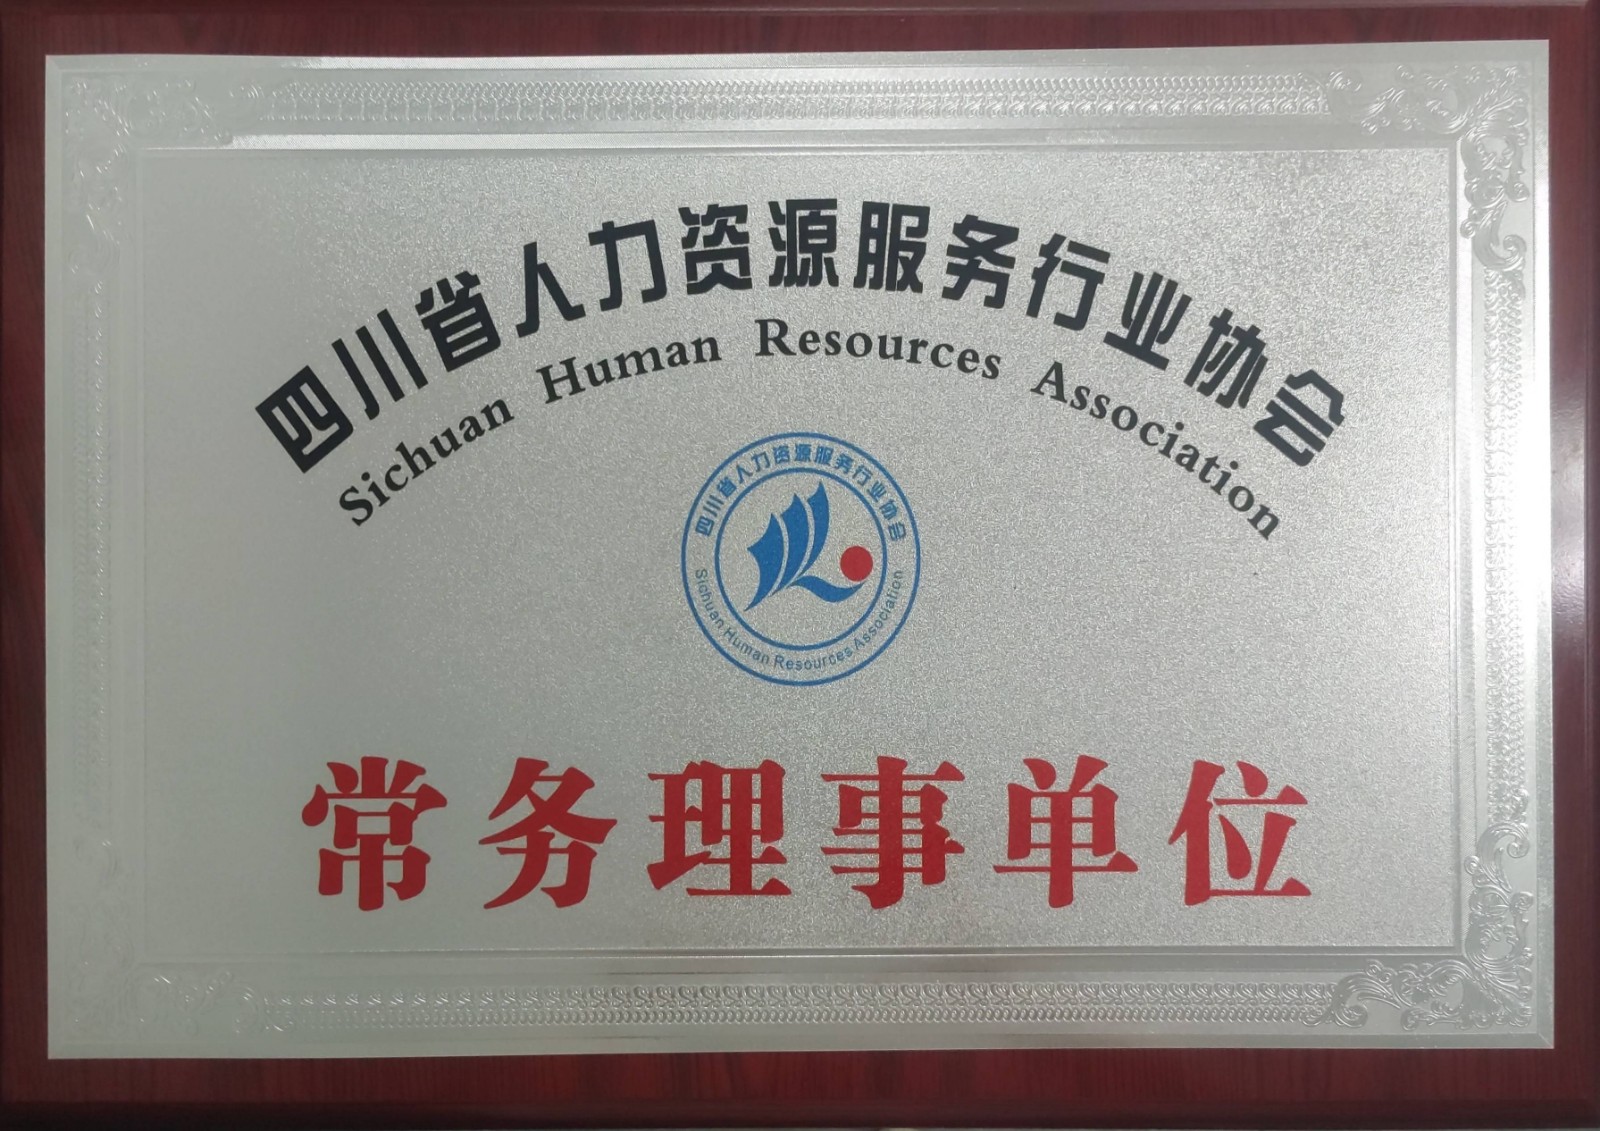 四川省人力资源服务行业协会
Sichuan Human Resources Association
四川省人力资源服务行业协会
Sichuan Human Resources Association
常务理事单位